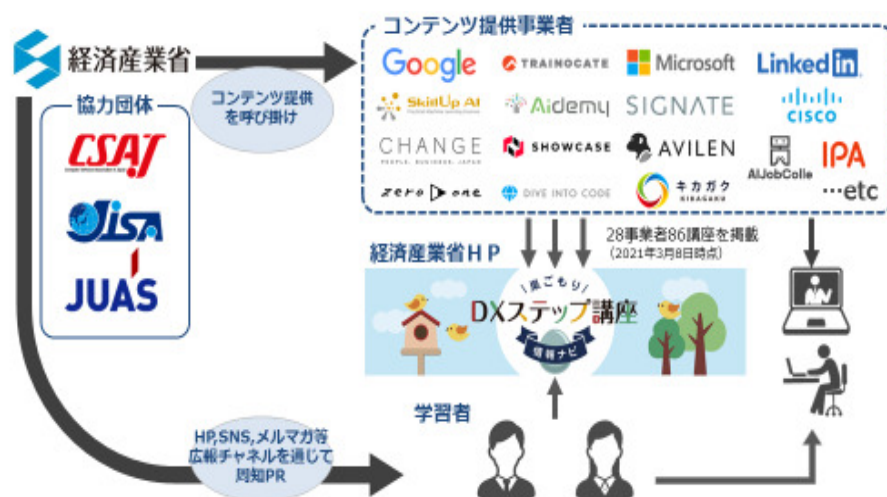 経済産業省
協力団体
CSAJ
JISA
JUAS
コンテンツ提供
を呼び掛け
コンテンツ提供事業者
Google
TRAINOCATE
Microsoft
LinkedIn
SkillUp AI
Aidemy
SIGNATE
CISCO
CHANGE
PEOPLE, BUSINESS, JAPAN
SHOWCASE
AVILEN
AIJobColle
IPA
zero one
DIVE INTO CODE
キカガク
KIKAGAKU
…etc
28事業者86講座を掲載
(2021年3月8日時点)
経済産業省HP
巣ごもり
DXステップ講座
情報ナビ
学習者
HP,SNS,メルマガ等
広報チャネルを通じて
周知PR